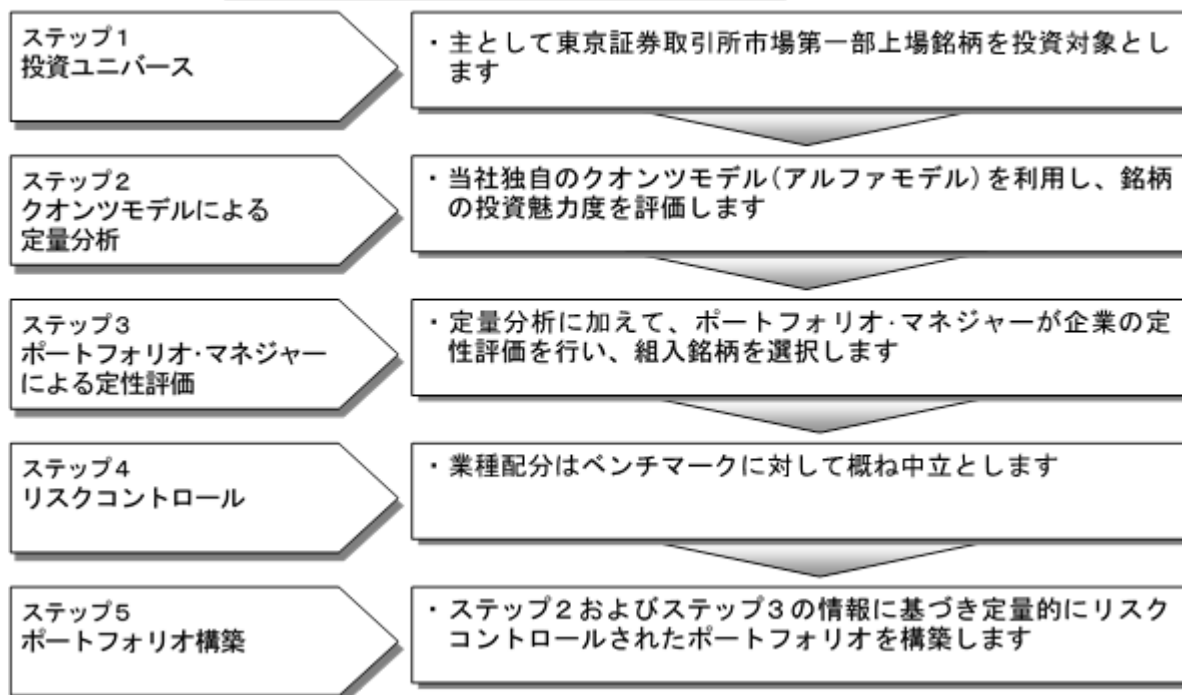 ステップ1
投資ユニバース
・主として東京証券取引所市場第一部上場銘柄を投資対象とし
ます
ステップ2
クオンツモデルによる
定量分析
・当社独自のクオンツモデル(アルファモデル)を利用し、銘柄
の投資魅力度を評価します
ステップ3
ポートフォリオ・マネジャー
による定性評価
・定量分析に加えて、ポートフォリオ・マネジャーが企業の定
性評価を行い、組入銘柄を選択します
ステップ4
リスクコントロール
・業種配分はベンチマークに対して概ね中立とします
ステップ5
ポートフォリオ構築
・ステップ2およびステップ3の情報に基づき定量的にリスク
コントロールされたポートフォリオを構築します